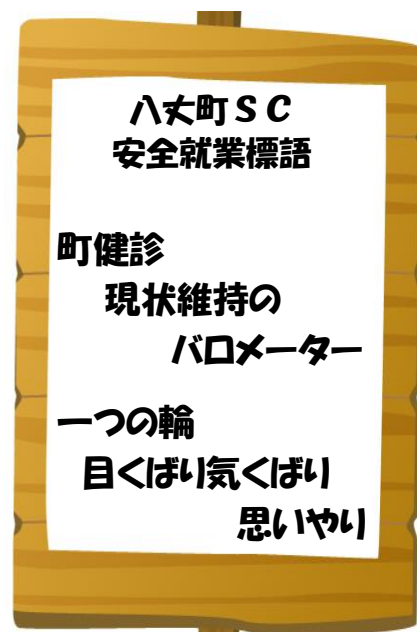 八丈町ＳＣ
安全就業標語
町健診
現状維持の
バロメーター
一つの輪
目くばり気くばり
思いやり